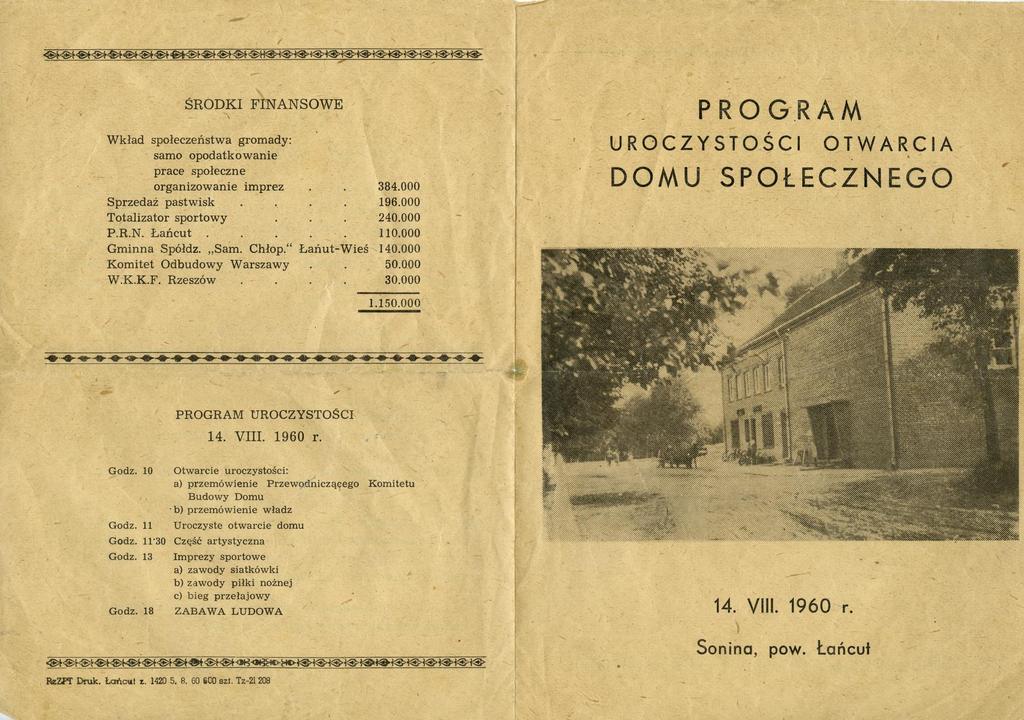 ŚRODKI FINANSOWE
Wkład społeczeństwa gromady:
samo opodatkowanie
prace społeczne
organizowanie imprez . . 384.000
Sprzedaż pastwisk . . . . 196.000
Totalizator sportowy . . . 240.000
P.R.N. Łańcut . . . . . 110.000
Gminna Spółdz. „Sam. Chłop." Łańut-Wieś 140.000
Komitet Odbudowy Warszawy . . 50.000
W.K.K.F. Rzeszów . . . . 30.000
1.150.000
PROGRAM UROCZYSTOŚCI
14. VIII. 1960 r.
Godz. 10 Otwarcie uroczystości:
a) przemówienie Przewodniczącego Komitetu
Budowy Domu
b) przemówienie władz
Godz. 11 Uroczyste otwarcie domu
Godz. 11'30 Część artystyczna
Godz. 13 Imprezy sportowe
a) zawody siatkówki
b) zawody piłki nożnej
c) bieg przełajowy
Godz. 18 ZABAWA LUDOWA
RzZPT Druk. Łańcut z. 1420 5. 8. 60 600 szt. Tz-21 208
PROGRAM
UROCZYSTOŚCI OTWARCIA
DOMU SPOŁECZNEGO
14. VIII. 1960 r.
Sonina, pow. Łańcut